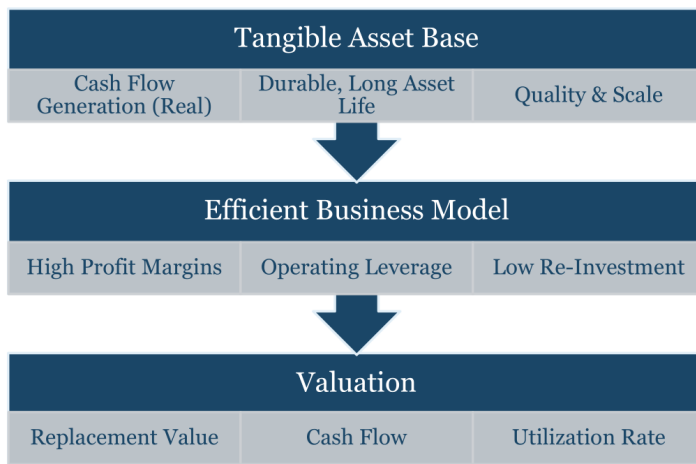 Tangible Asset Base
Cash Flow
Generation (Real)
Durable, Long Asset
Life
Quality & Scale
Efficient Business Model
High Profit Margins
Operating Leverage
Low Re-Investment
Valuation
Replacement Value
Cash Flow
Utilization Rate